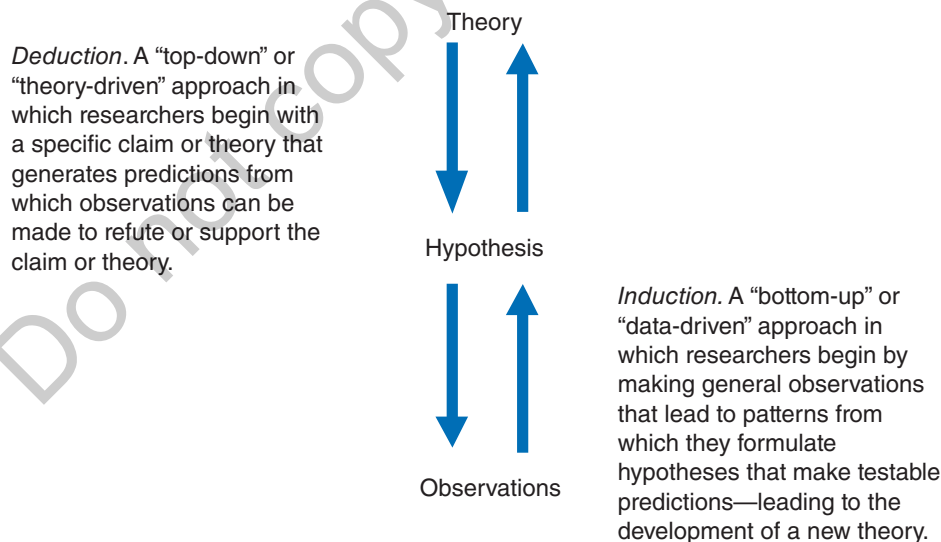 Do not copy
Theory
Deduction. A “top-down” or
“theory-driven” approach in
which researchers begin with
a specific claim or theory that
generates predictions from
which observations can be
made to refute or support the
claim or theory.
Hypothesis
Induction. A “bottom-up” or
“data-driven” approach in
which researchers begin by
making general observations
that lead to patterns from
which they formulate
hypotheses that make testable
predictions—leading to the
development of a new theory.
Observations